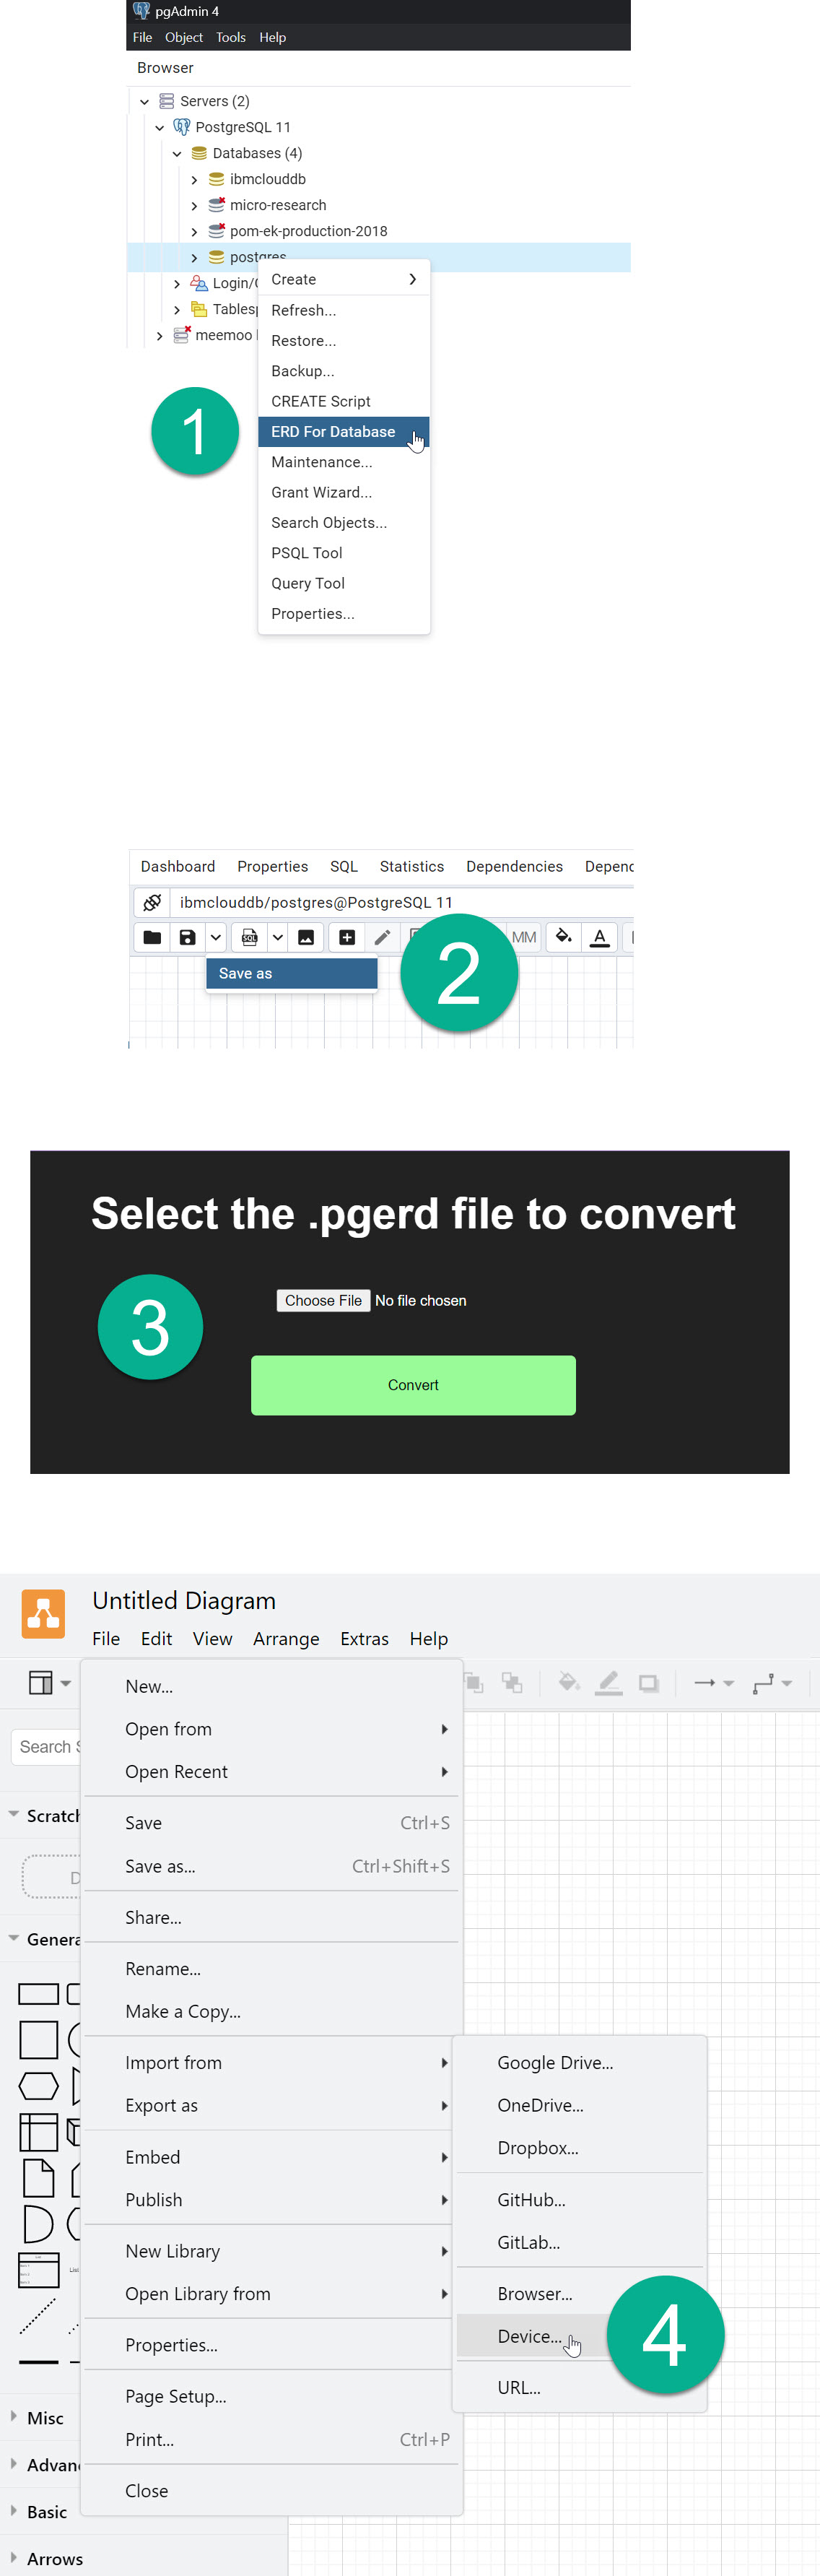 pgAdmin 4
File Object Tools Help
Browser
Servers (2)
PostgreSQL 11
Databases (4)
ibmclouddb
micro-research
pom-ek-production-2018
postgres
Login/
Tables
meemoo
Create
Refresh...
Restore...
Backup...
CREATE Script
ERD For Database
Maintenance...
Grant Wizard...
Search Objects...
PSQL Tool
Query Tool
Properties...
1
Dashboard Properties SQL Statistics Dependencies Depend
ibmclouddb/postgres@PostgreSQL 11
SQL MM A
Save as
2
Select the .pgerd file to convert
3
Choose File No file chosen
Convert
Untitled Diagram
File Edit View Arrange Extras Help
Search
Scratch
D
Genera
List
Misc
Advan
Basic
Arrows
New...
Open from
Open Recent
Save Ctrl+S
Save as... Ctrl+Shift+S
Share...
Rename...
Make a Copy...
Import from
Export as
Embed
Publish
New Library
Open Library from
Properties...
Page Setup...
Print... Ctrl+P
Close
Google Drive...
OneDrive...
Dropbox...
GitHub...
GitLab...
Browser...
Device...
URL...
4